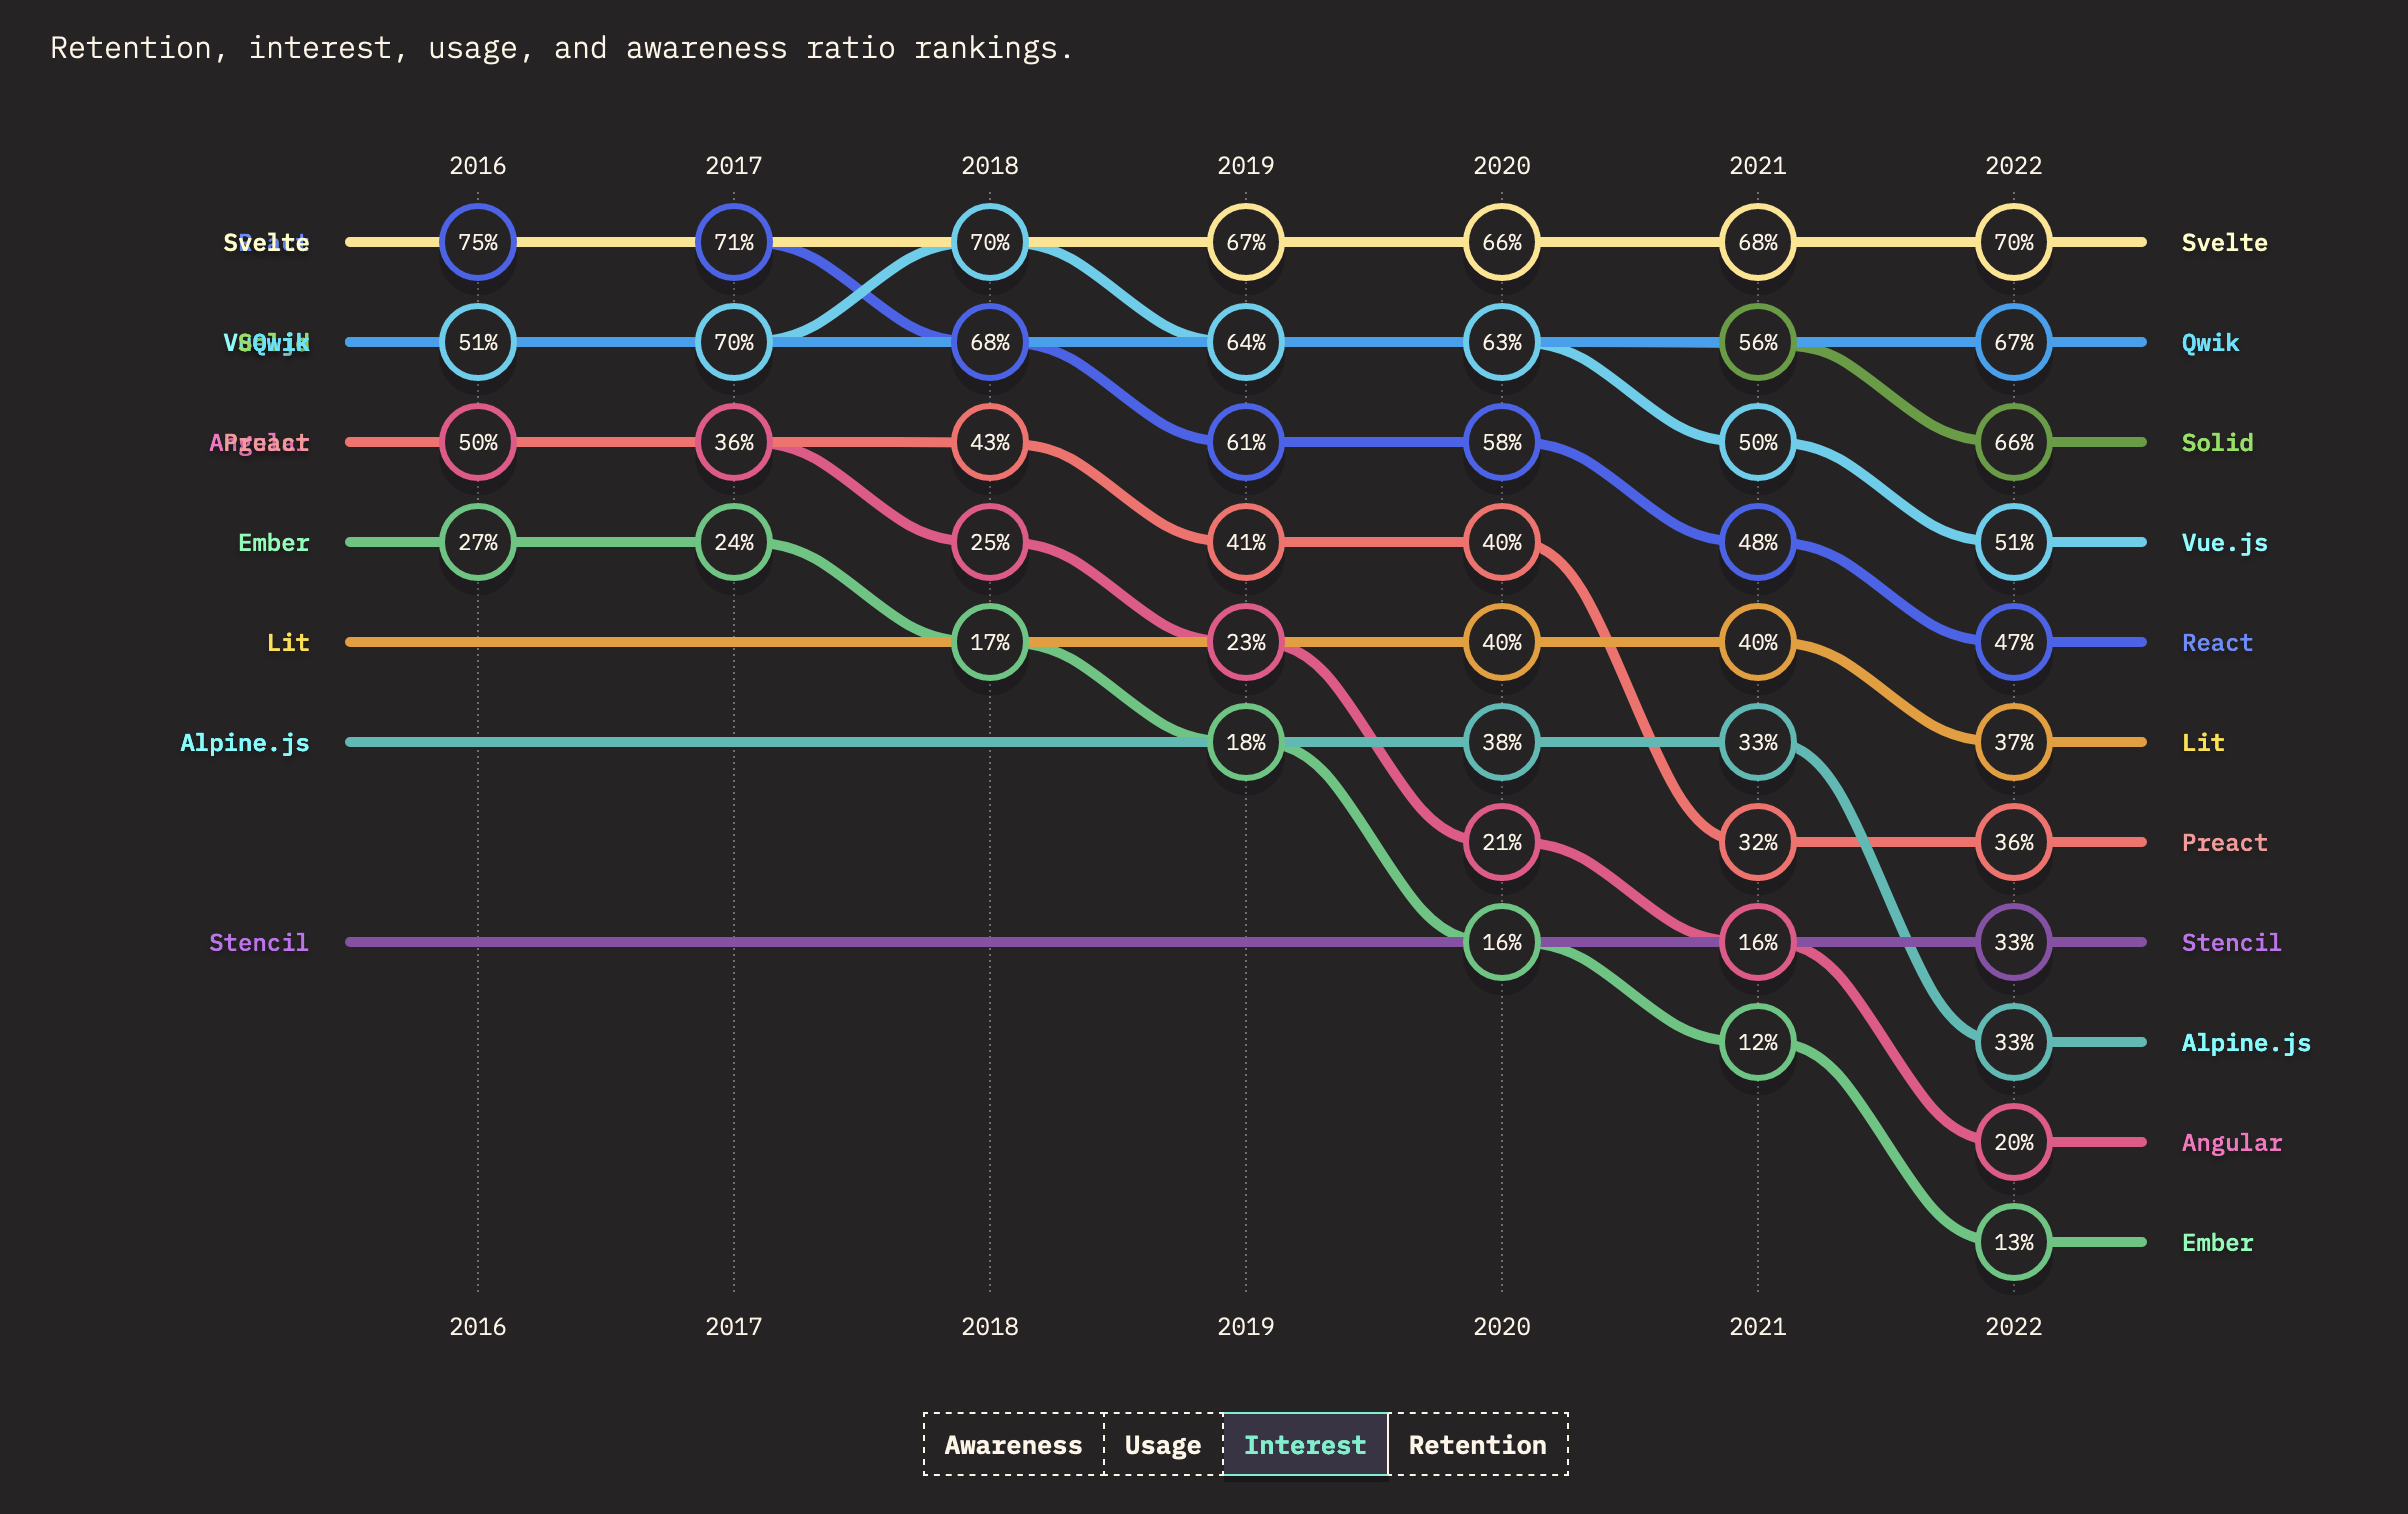 Retention, interest, usage, and awareness ratio rankings.
2016 2017 2018 2019 2020 2021 2022
Svelte 75% 71% 70% 67% 66% 68% 70% Svelte
Qwik 51% 70% 68% 64% 63% 56% 67% Qwik
Preact 50% 36% 43% 61% 58% 50% 66% Solid
Ember 27% 24% 25% 41% 40% 48% 51% Vue.js
Lit 17% 23% 40% 40% 47% React
Alpine.js 18% 38% 33% 37% Lit
21% 32% 36% Preact
Stencil 16% 16% 33% Stencil
12% 33% Alpine.js
20% Angular
13% Ember
2016 2017 2018 2019 2020 2021 2022
Awareness Usage Interest Retention